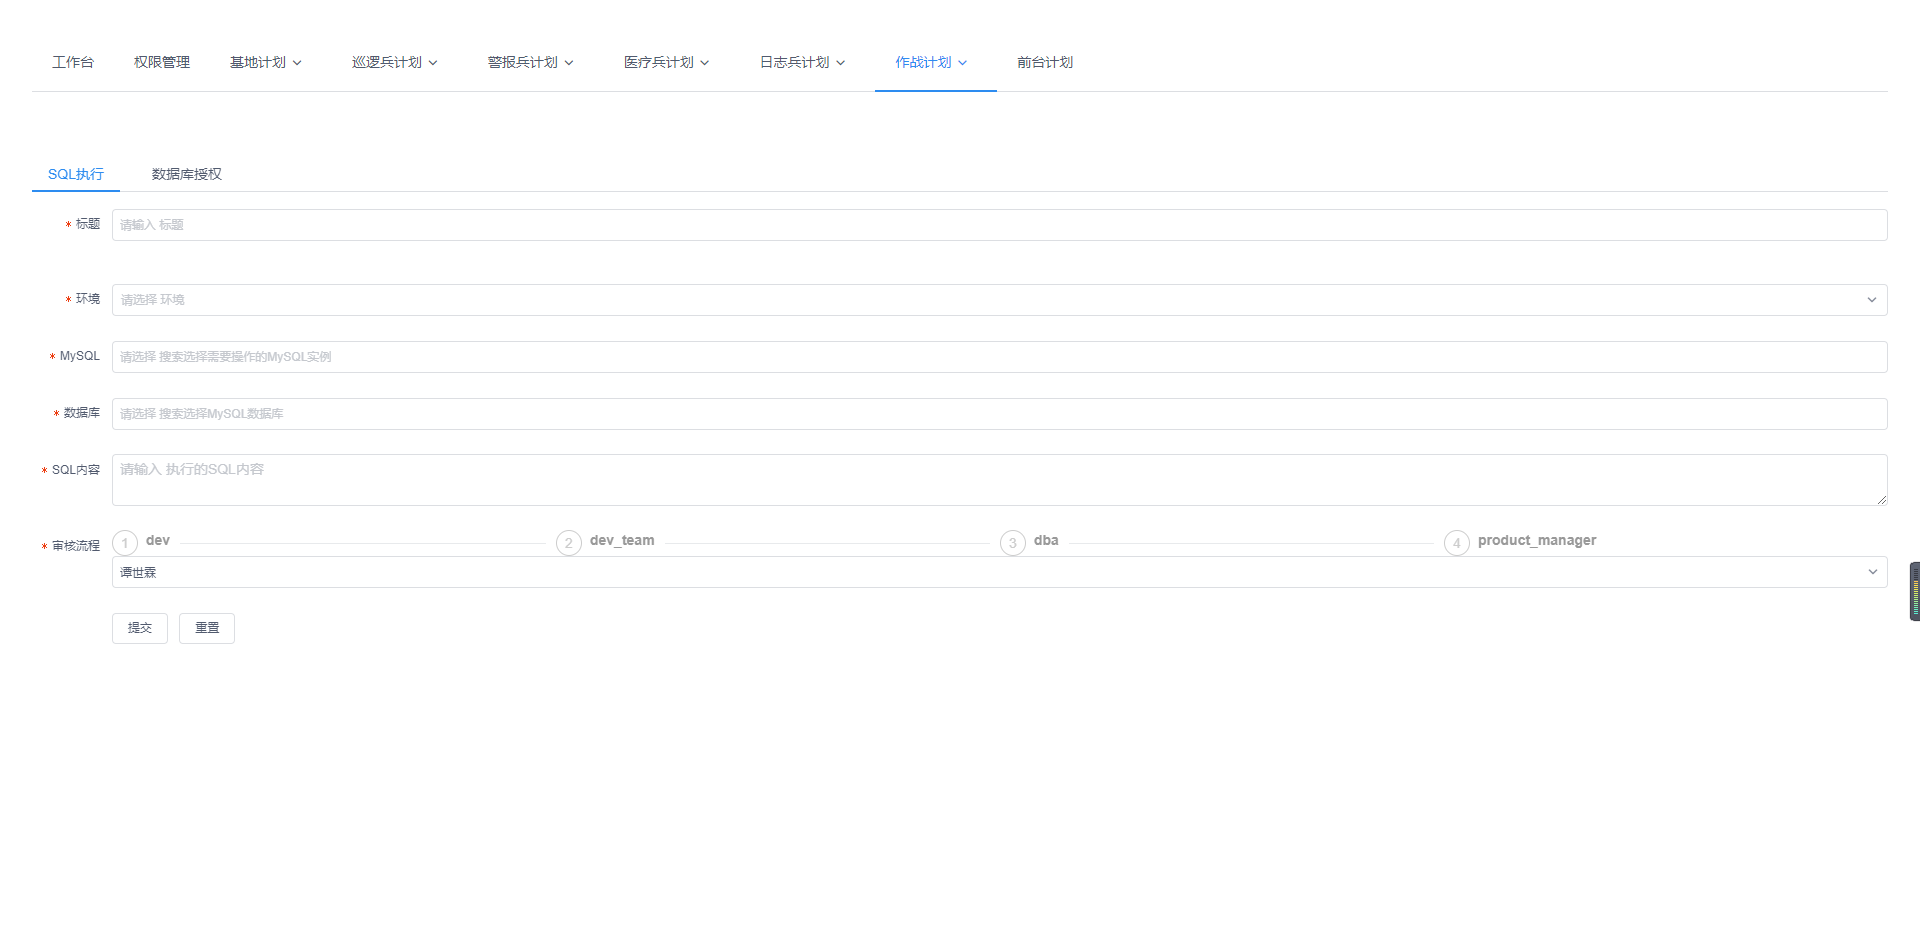 工作台 权限管理 基地计划 巡逻兵计划 警报兵计划 医疗兵计划 日志兵计划 作战计划 前台计划
SQL执行 数据库授权
* 标题 请输入 标题
* 环境 请选择 环境
* MySQL 请选择 搜索选择需要操作的MySQL实例
* 数据库 请选择 搜索选择MySQL数据库
* SQL内容 请输入 执行的SQL内容
* 审核流程 1 dev 2 dev_team 3 dba 4 product_manager
谭世霖
提交 重置